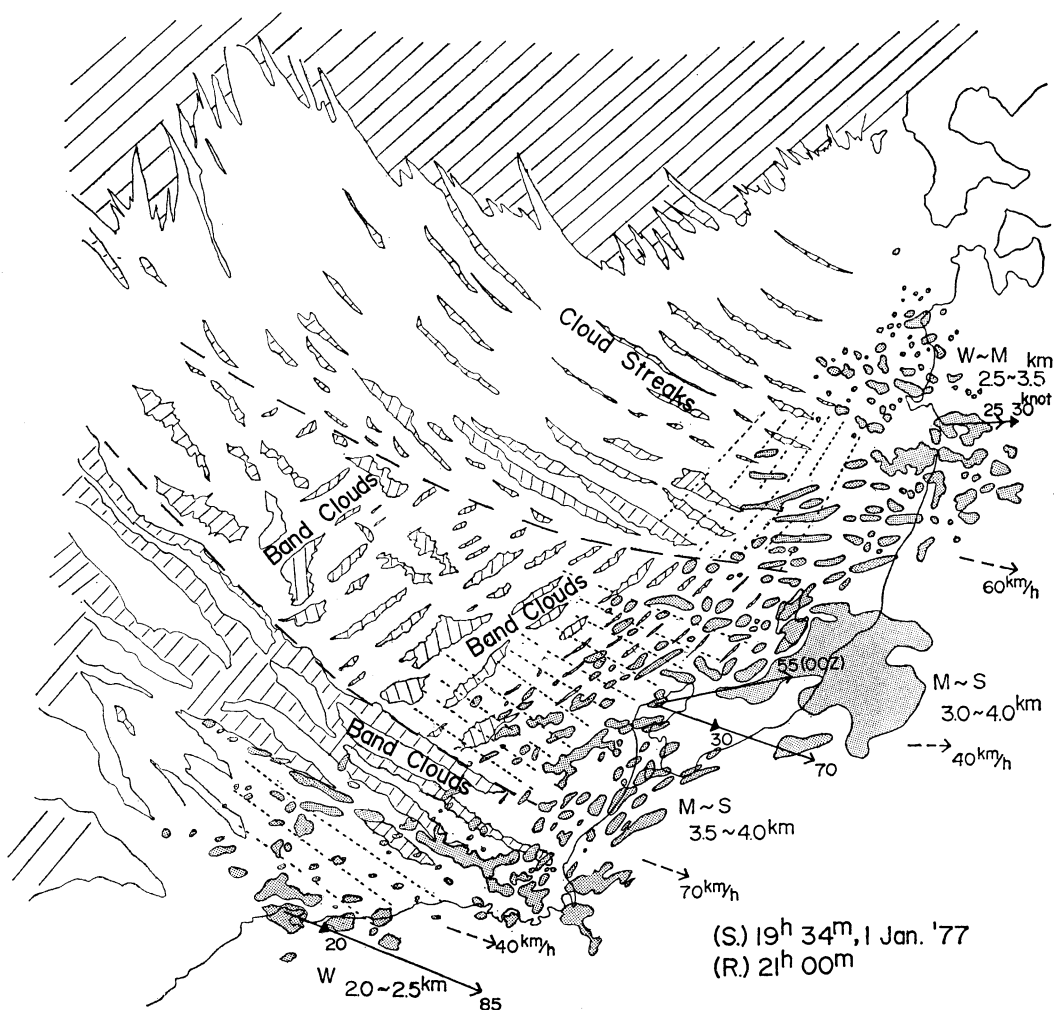 Cloud Streaks
W~M km
2.5~3.5
knot
25 30
Band Clouds
Band Clouds
60km/h
55(00Z)
M~S
3.0~4.0km
30
40km/h
70
Band Clouds
M~S
3.5~4.0km
70km/h
20
40km/h
W 2.0~2.5km
85
(S.) 19h 34m, 1 Jan. '77
(R.) 21h 00m